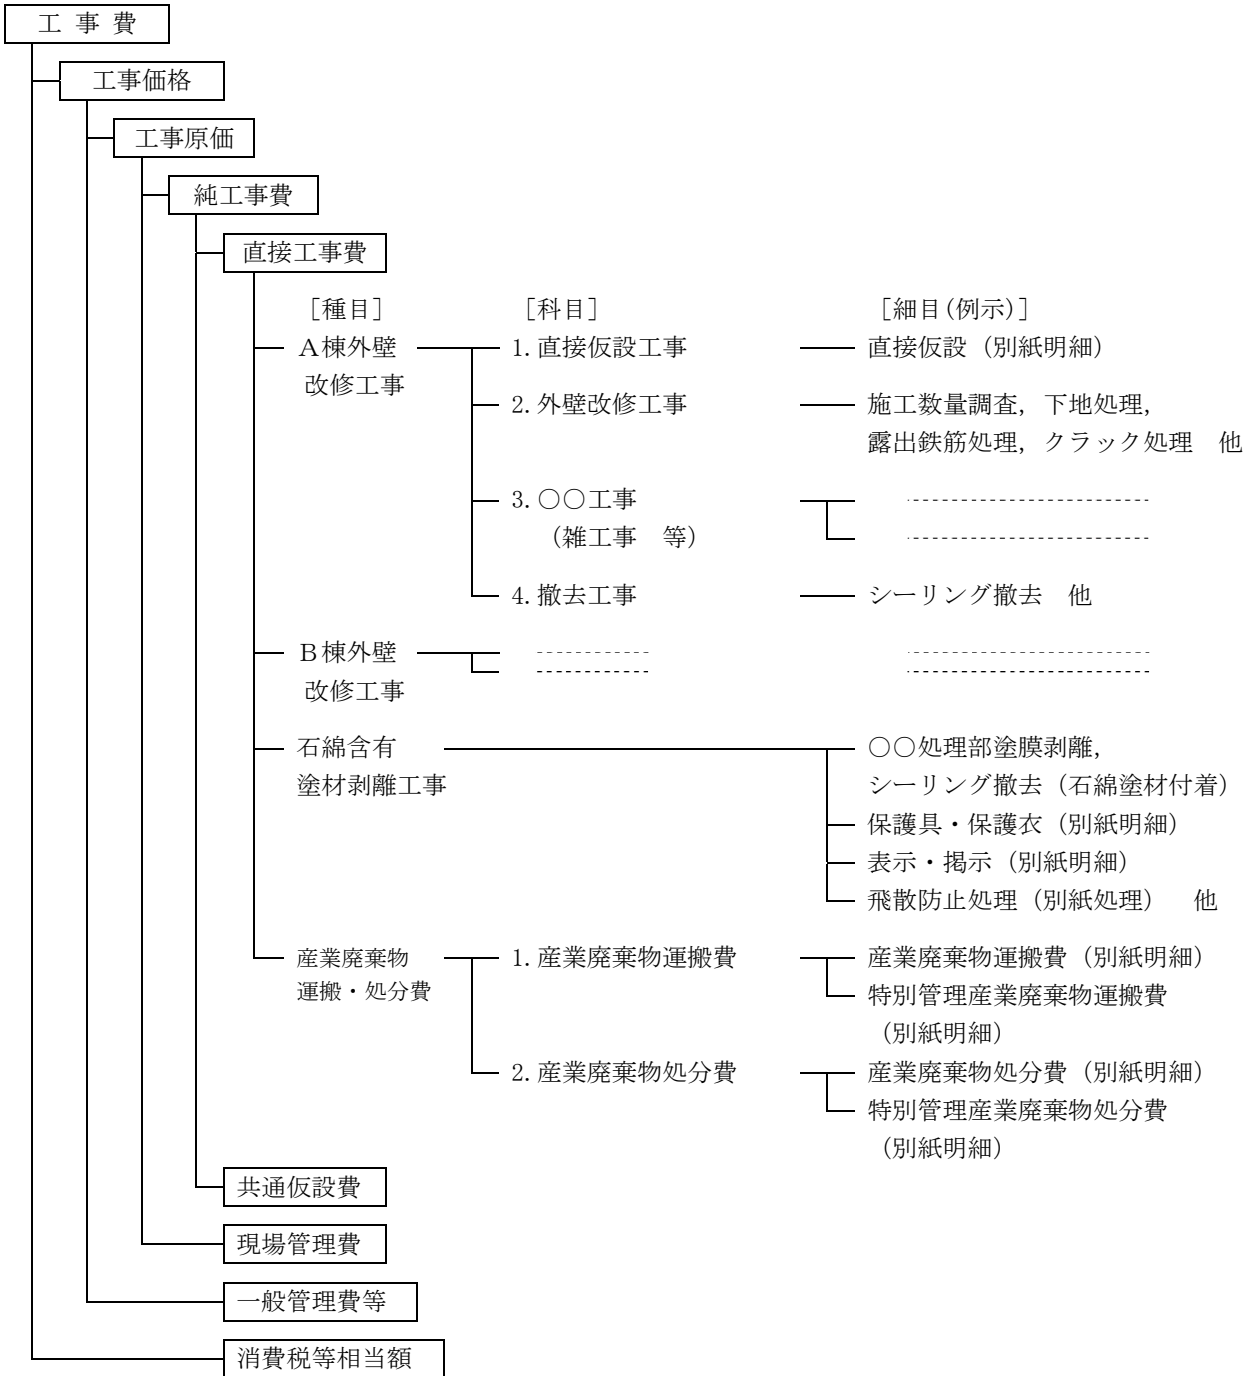 工 事 費
工事価格
工事原価
純工事費
直接工事費
［種目］ ［科目］ ［細目(例示)］
Ａ棟外壁 1. 直接仮設工事 直接仮設（別紙明細）
改修工事
2. 外壁改修工事 施工数量調査，下地処理，
露出鉄筋処理，クラック処理　他
3. ○○工事
（雑工事　等）
4. 撤去工事 シーリング撤去　他
Ｂ棟外壁
改修工事
石綿含有 ○○処理部塗膜剥離，
塗材剥離工事 シーリング撤去（石綿塗材付着）
保護具・保護衣（別紙明細）
表示・掲示（別紙明細）
飛散防止処理（別紙処理）　他
産業廃棄物 1. 産業廃棄物運搬費 産業廃棄物運搬費（別紙明細）
運搬・処分費 特別管理産業廃棄物運搬費
（別紙明細）
2. 産業廃棄物処分費 産業廃棄物処分費（別紙明細）
特別管理産業廃棄物処分費
（別紙明細）
共通仮設費
現場管理費
一般管理費等
消費税等相当額